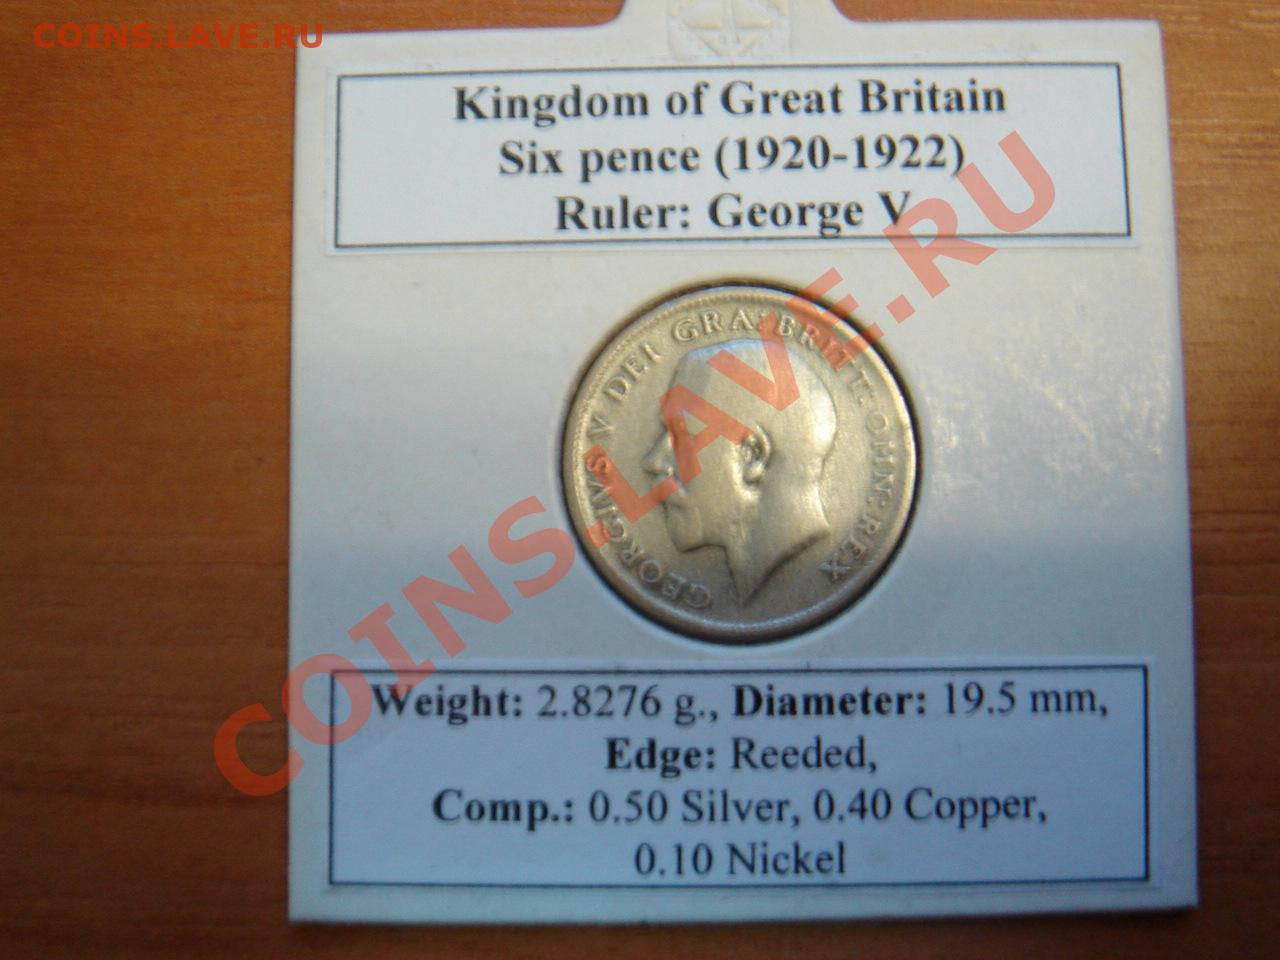 COINS.LAVE.RU
Kingdom of Great Britain
Six pence (1920-1922)
Ruler: George V
GEORGIVS V DEI GRA: BRITT: OMN: REX
COINS.LAVE.RU
Weight: 2.8276 g., Diameter: 19.5 mm,
Edge: Reeded,
Comp.: 0.50 Silver, 0.40 Copper,
0.10 Nickel